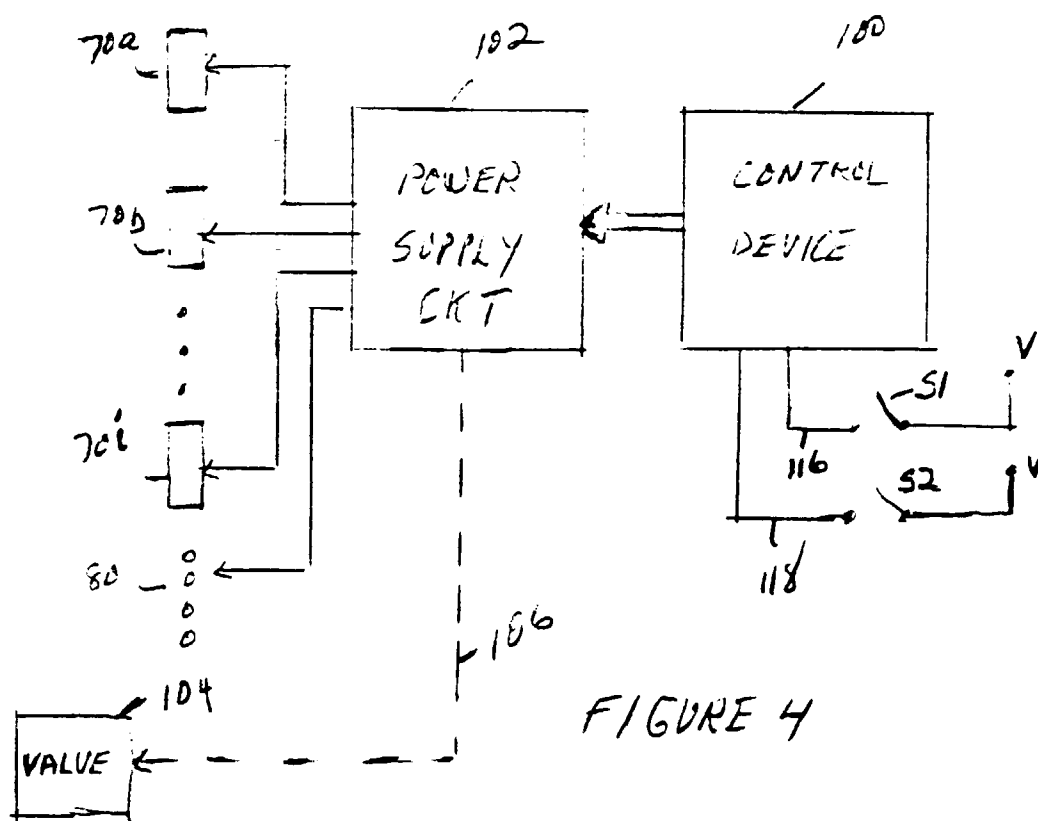 70a
102
100
POWER
SUPPLY
CKT
CONTROL
DEVICE
70b
V
S1
116
70i
V
S2
118
80
106
104
VALUE
FIGURE 4